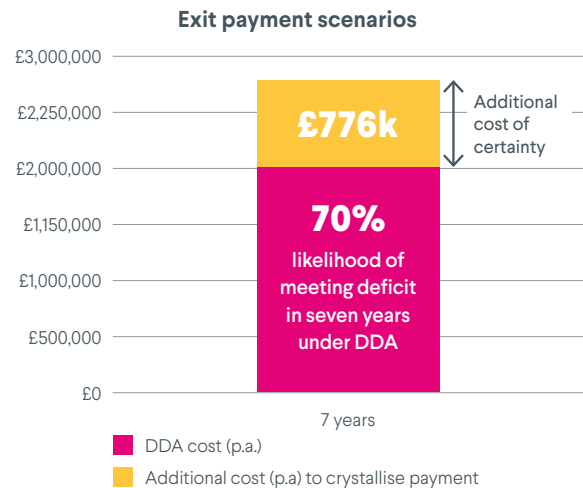 Exit payment scenarios
£3,000,000
£2,250,000
£2,000,000
£1,150,000
£1,000,000
£500,000
£0
£776k
Additional
cost of
certainty
70%
likelihood of
meeting deficit
in seven years
under DDA
7 years
DDA cost (p.a.)
Additional cost (p.a) to crystallise payment